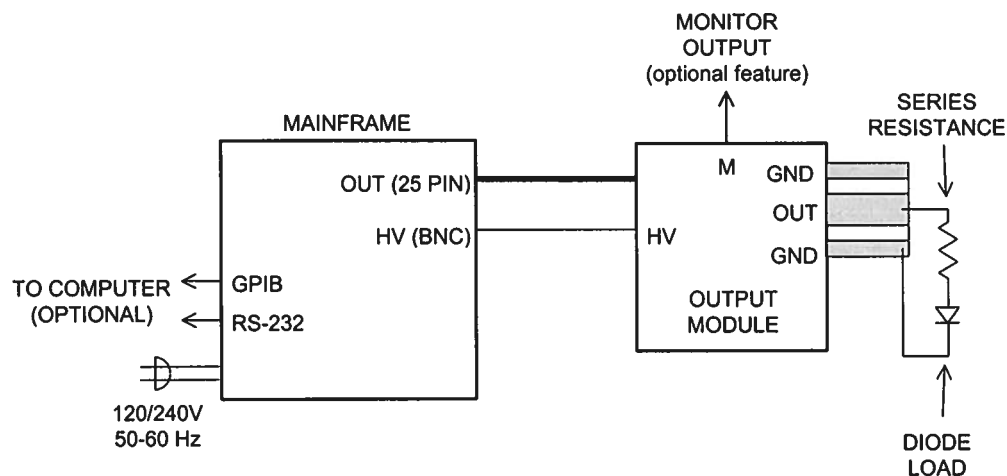 MONITOR
OUTPUT
(optional feature)
SERIES
RESISTANCE
MAINFRAME
OUT (25 PIN)
HV (BNC)
GPIB
RS-232
TO COMPUTER
(OPTIONAL)
120/240V
50-60 Hz
M
HV
GND
OUT
GND
OUTPUT
MODULE
DIODE
LOAD